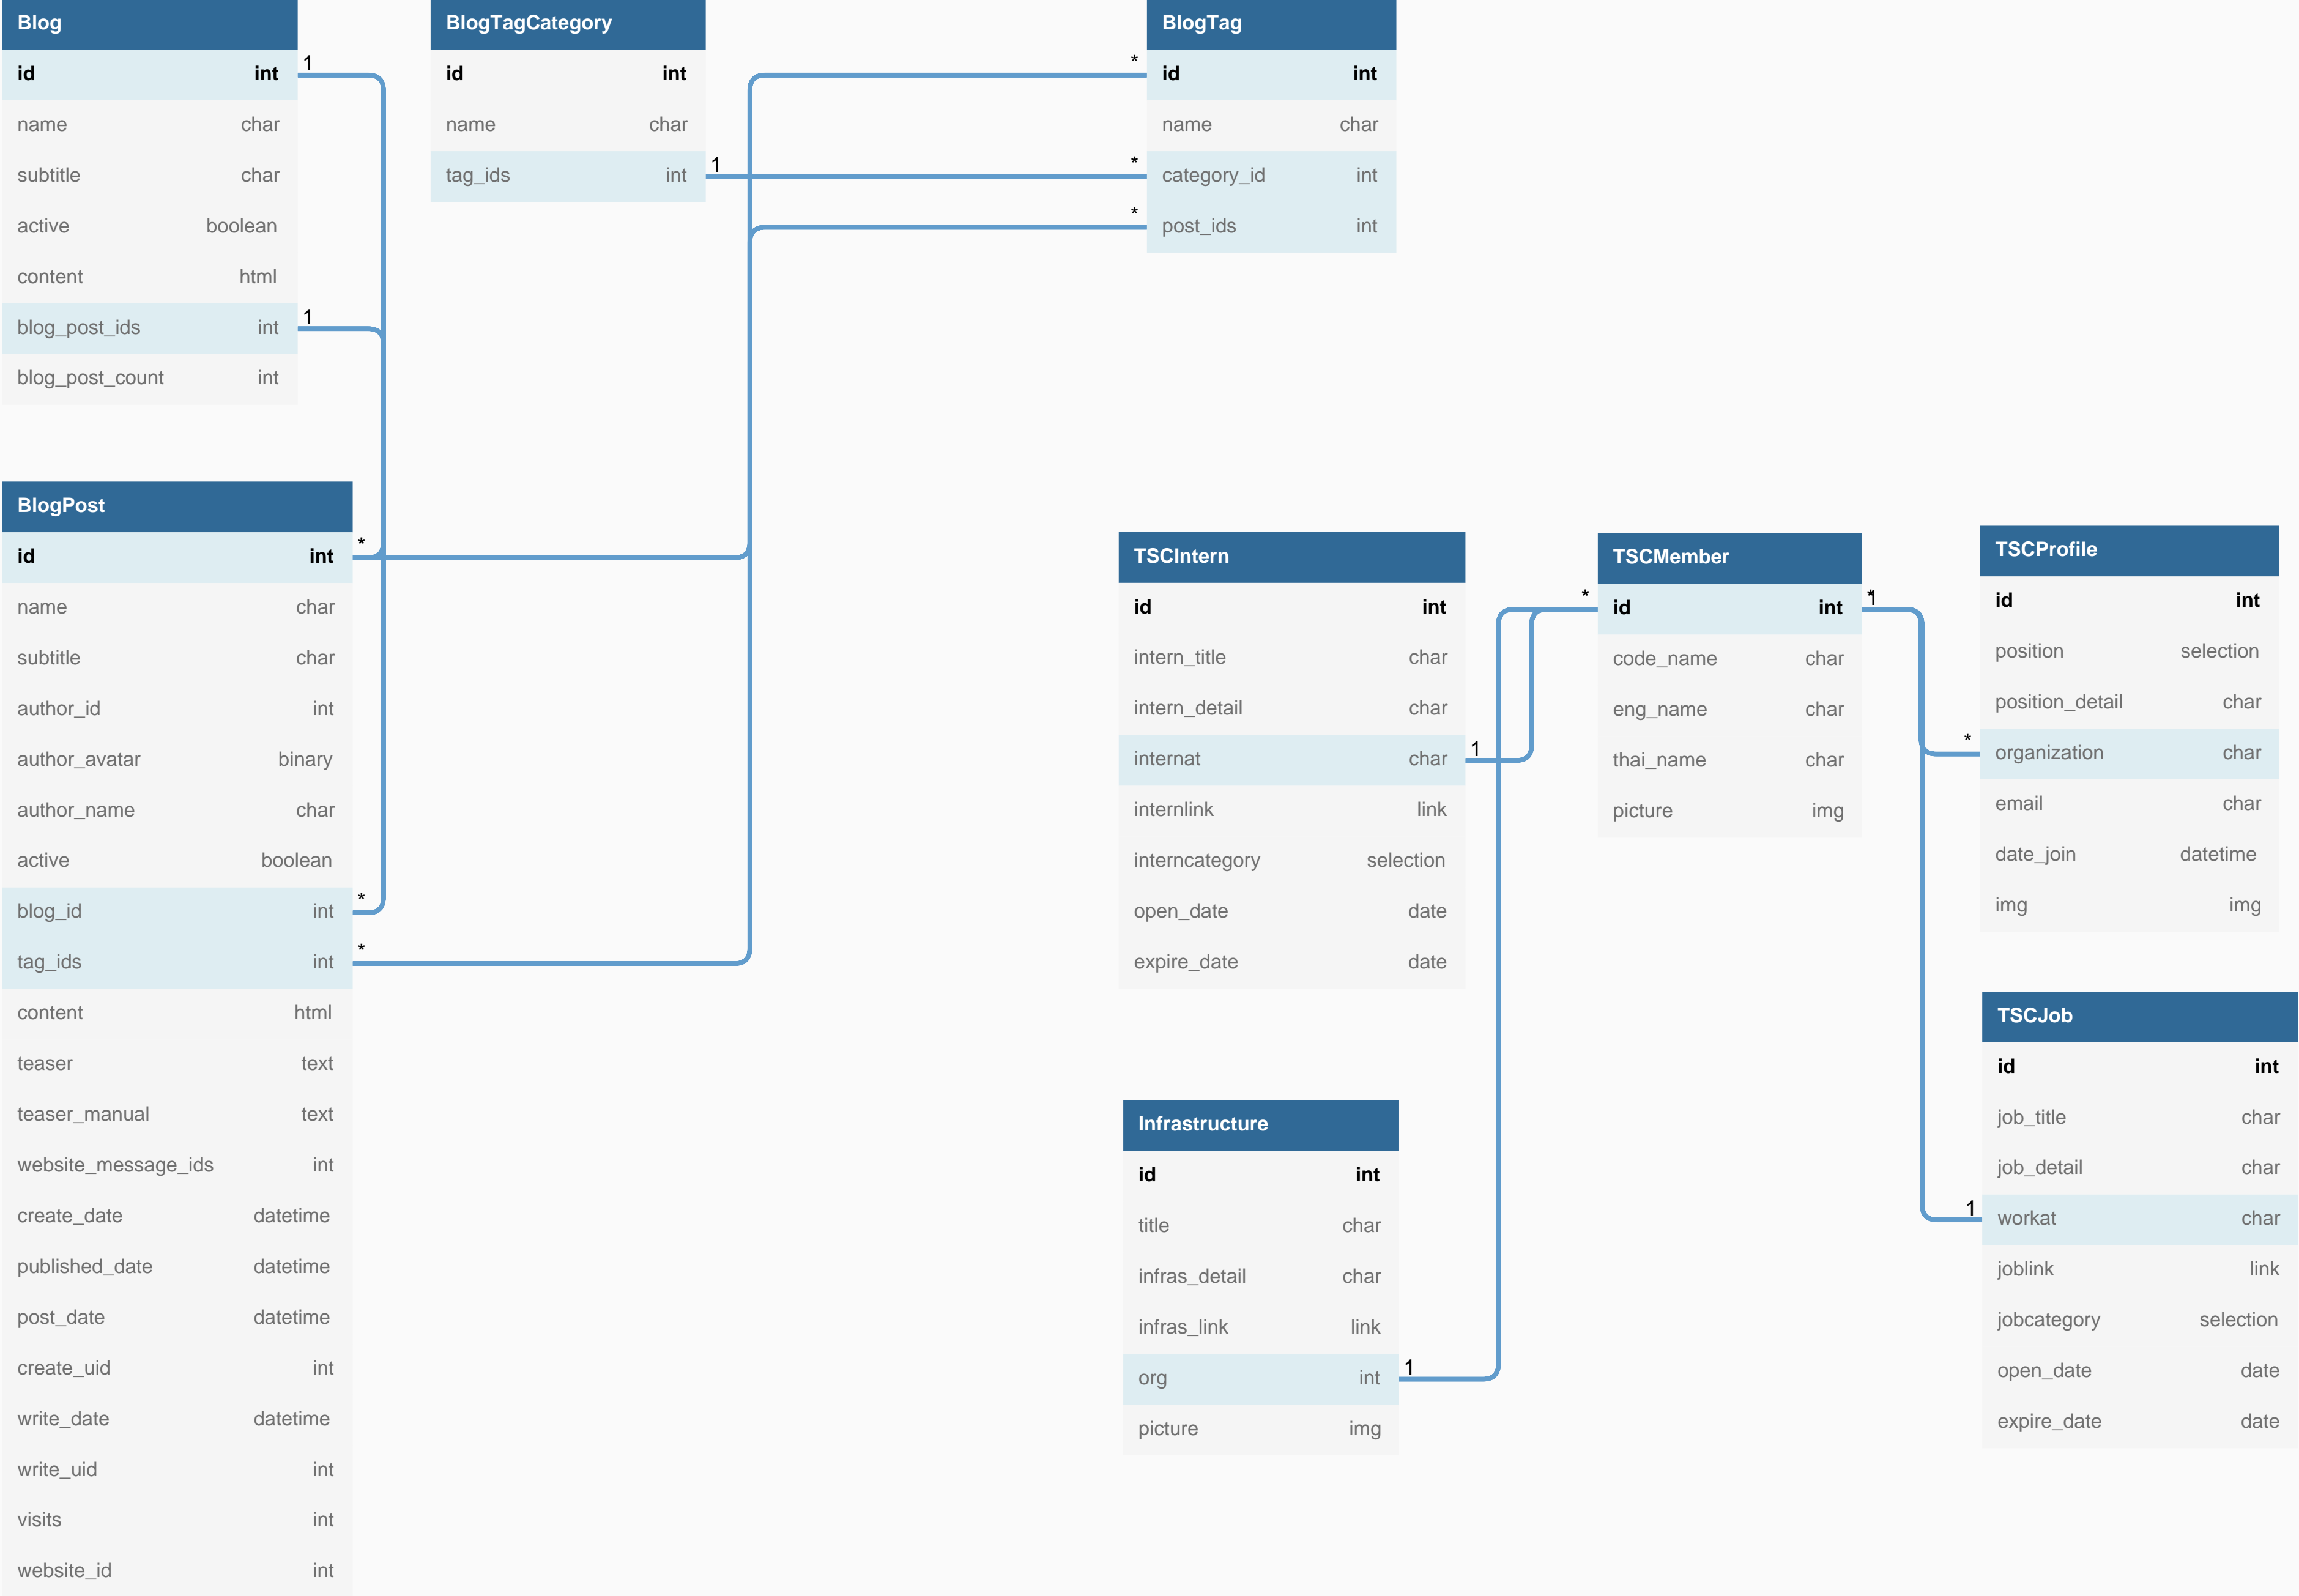 Blog
id int 1
name char
subtitle char
active boolean
content html
blog_post_ids int 1
blog_post_count int
BlogTagCategory
id int
name char
tag_ids int 1
BlogTag
* id int
name char
* category_id int
* post_ids int
BlogPost
id int *
name char
subtitle char
author_id int
author_avatar binary
author_name char
active boolean
blog_id int *
tag_ids int *
content html
teaser text
teaser_manual text
website_message_ids int
create_date datetime
published_date datetime
post_date datetime
create_uid int
write_date datetime
write_uid int
visits int
website_id int
TSCIntern
id int
intern_title char
intern_detail char
internat char 1
internlink link
interncategory selection
open_date date
expire_date date
TSCMember
* id int * 1
code_name char
eng_name char
thai_name char
picture img
TSCProfile
id int
position selection
position_detail char
* organization char
email char
date_join datetime
img img
Infrastructure
id int
title char
infras_detail char
infras_link link
org int 1
picture img
TSCJob
id int
job_title char
job_detail char
1 workat char
joblink link
jobcategory selection
open_date date
expire_date date